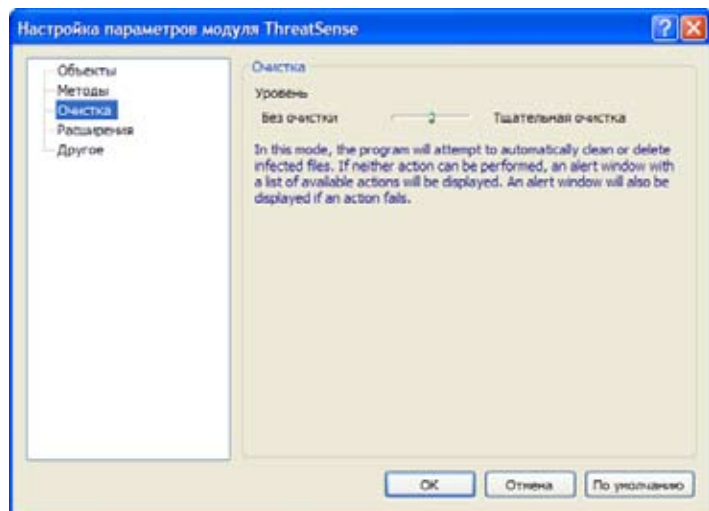 Настройка параметров модуля ThreatSense
Объекты
Методы
Очистка
Расширения
Другое
Очистка
Уровень
Без очистки
Тщательная очистка
In this mode, the program will attempt to automatically clean or delete
infected files. If neither action can be performed, an alert window with
a list of available actions will be displayed. An alert window will also be
displayed if an action fails.
OK
Отмена
По умолчанию